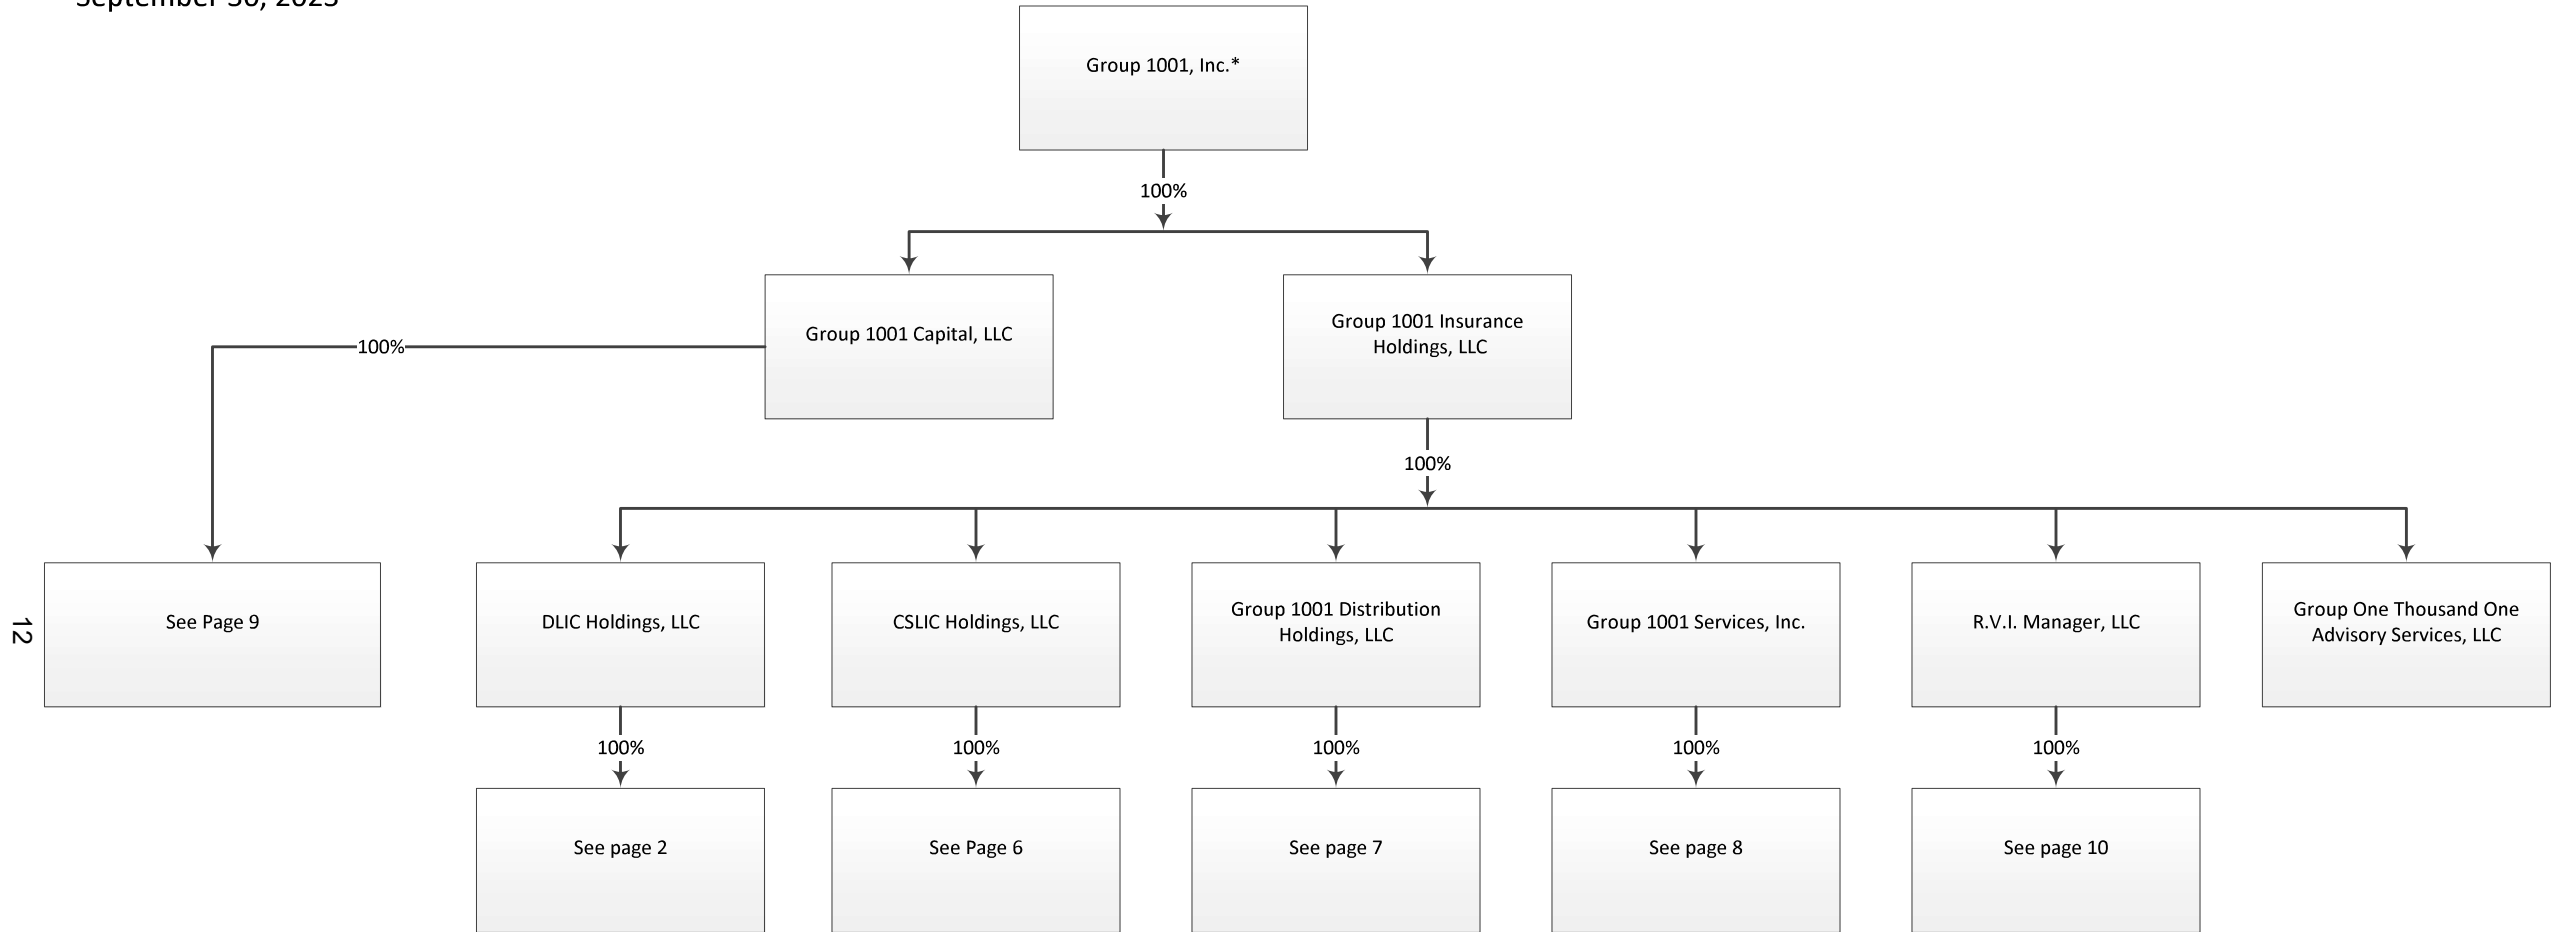 Group 1001, Inc.*
100%
Group 1001 Capital, LLC
Group 1001 Insurance
Holdings, LLC
100%
100%
See Page 9
DLIC Holdings, LLC
CSLIC Holdings, LLC
Group 1001 Distribution
Holdings, LLC
Group 1001 Services, Inc.
R.V.I. Manager, LLC
Group One Thousand One
Advisory Services, LLC
12
100%
100%
100%
100%
100%
See page 2
See Page 6
See page 7
See page 8
See page 10